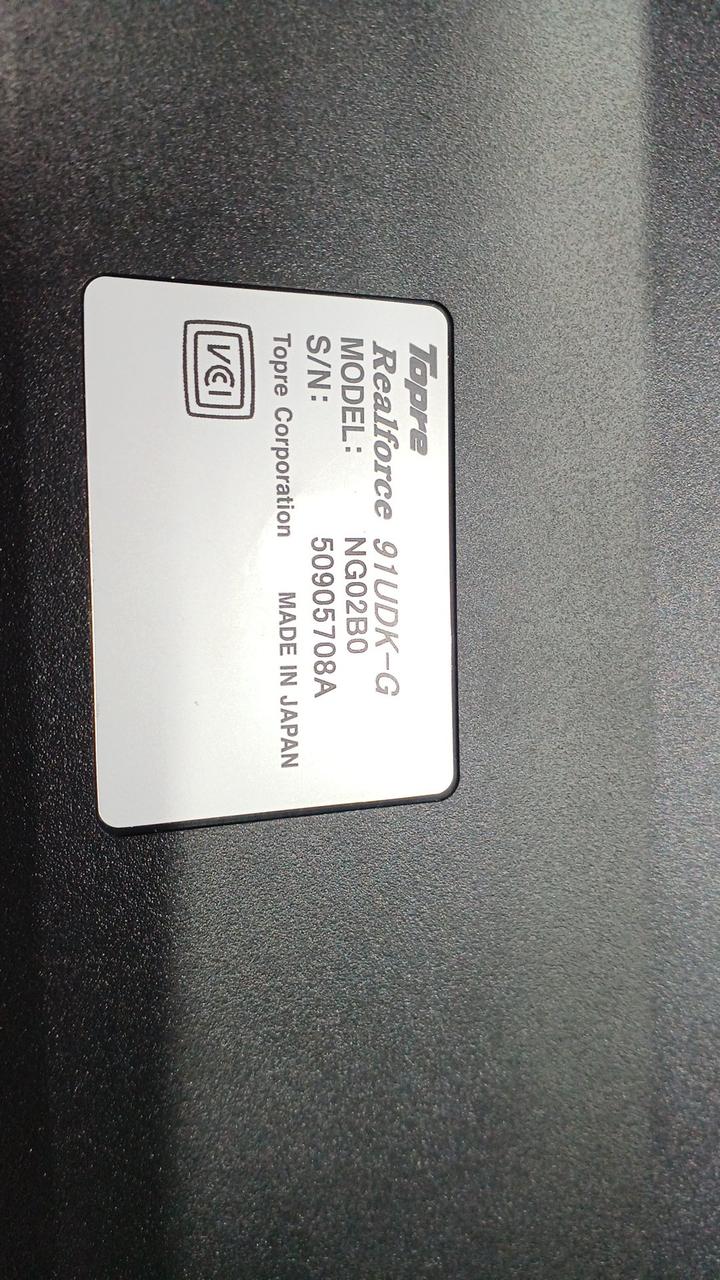 Topre
Realforce 91UDK-G
MODEL: NG02B0
S/N: 50905708A
Topre Corporation MADE IN JAPAN
VCI